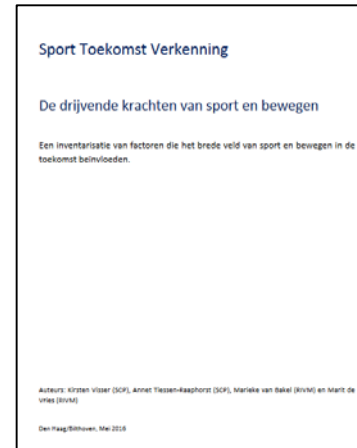 Sport Toekomst Verkenning
De drijvende krachten van sport en bewegen
Een inventarisatie van factoren die het brede veld van sport en bewegen in de
toekomst beïnvloeden.
Auteurs: Kirsten Visser (SCP), Annet Tiessen-Raaphorst (SCP), Marieke van Bakel (RIVM) en Marit de
Vries (RIVM)
Den Haag/Bilthoven, Mei 2016